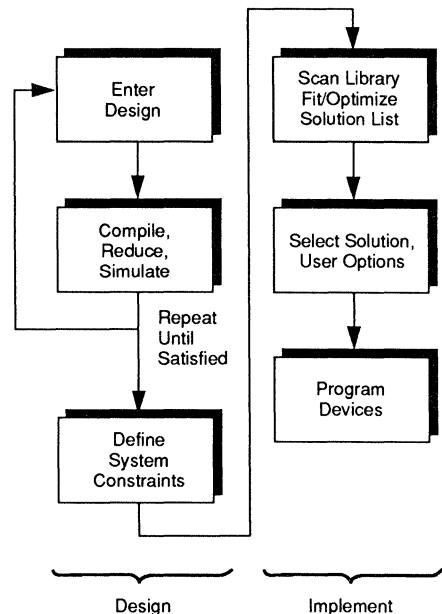 Enter
Design
Compile,
Reduce,
Simulate
Repeat
Until
Satisfied
Define
System
Constraints
Design
Scan Library
Fit/Optimize
Solution List
Select Solution,
User Options
Program
Devices
Implement